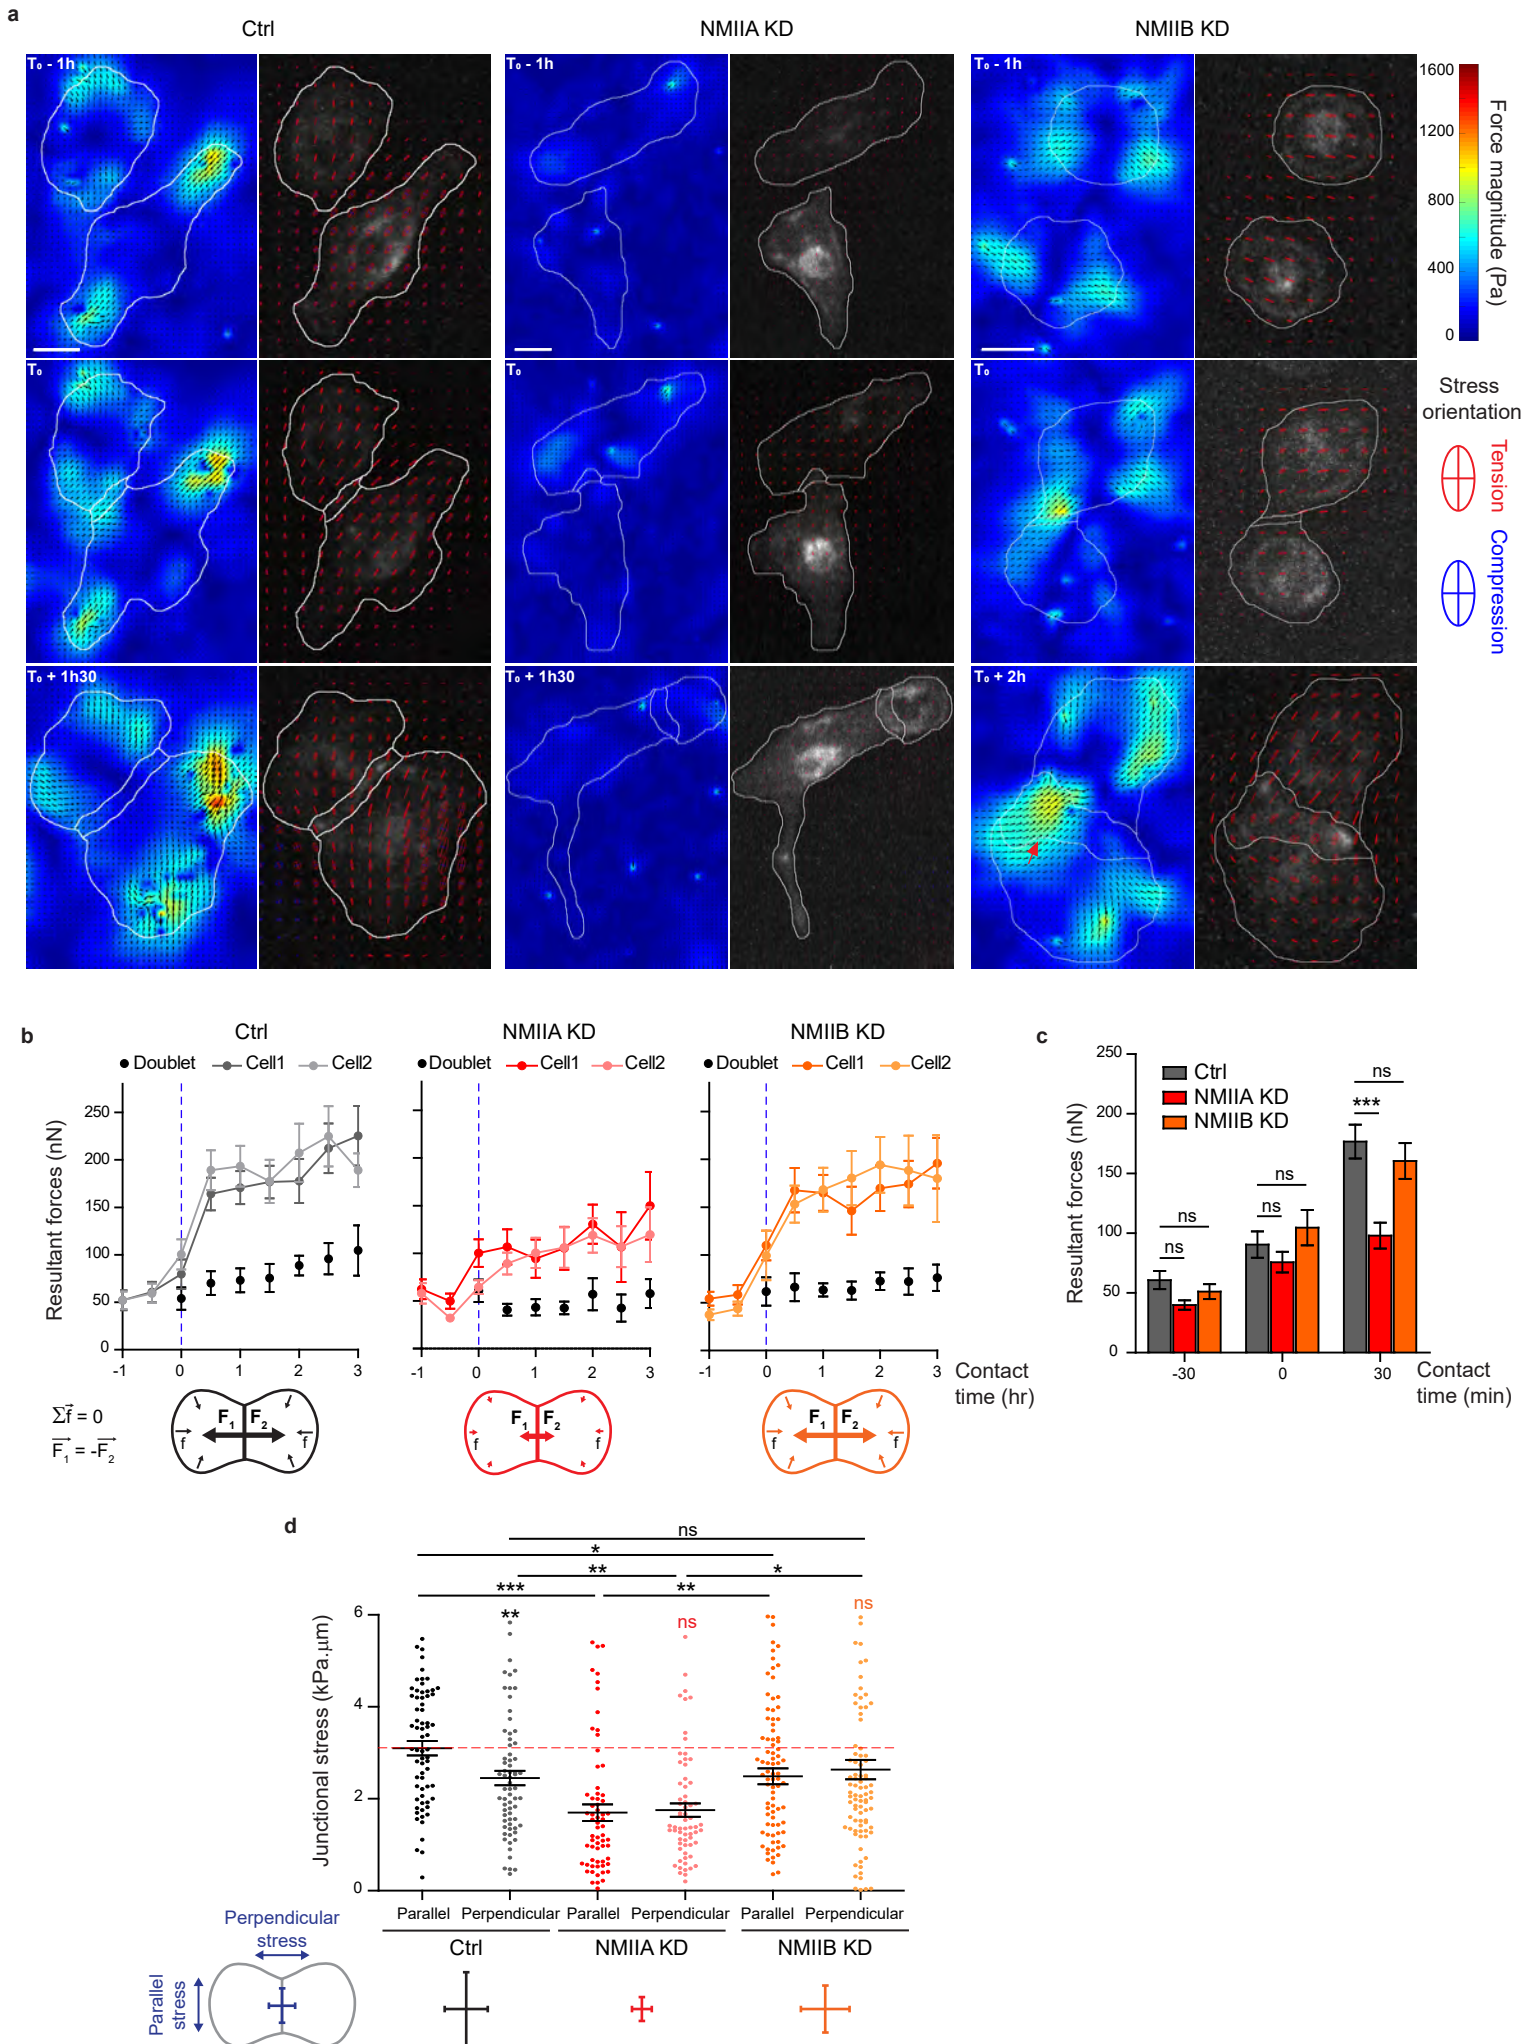 a
Ctrl
NMIIA KD
NMIIB KD
T₀ - 1h
T₀ - 1h
T₀ - 1h
1600
1200
800
400
0
Force magnitude (Pa)
T₀
T₀
T₀
Stress
orientation
Tension
Compression
T₀ + 1h30
T₀ + 1h30
T₀ + 2h
b
Ctrl
NMIIA KD
NMIIB KD
Doublet Cell1 Cell2
Doublet Cell1 Cell2
Doublet Cell1 Cell2
Resultant forces (nN)
250
200
150
100
50
0
-1 0 1 2 3
-1 0 1 2 3
-1 0 1 2 3
Contact
time (hr)
Σf⃗ = 0
F⃗₁ = -F⃗₂
F₁ F₂
f f
F₁ F₂
f f
F₁ F₂
f f
c
Resultant forces (nN)
250
200
150
100
50
0
Ctrl
NMIIA KD
NMIIB KD
ns
ns
ns
ns
ns
***
-30 0 30
Contact
time (min)
d
ns
*
** *
*** **
** ns ns
Junctional stress (kPa.µm)
6
4
2
0
Parallel Perpendicular Parallel Perpendicular Parallel Perpendicular
Ctrl NMIIA KD NMIIB KD
Perpendicular
stress
Parallel
stress